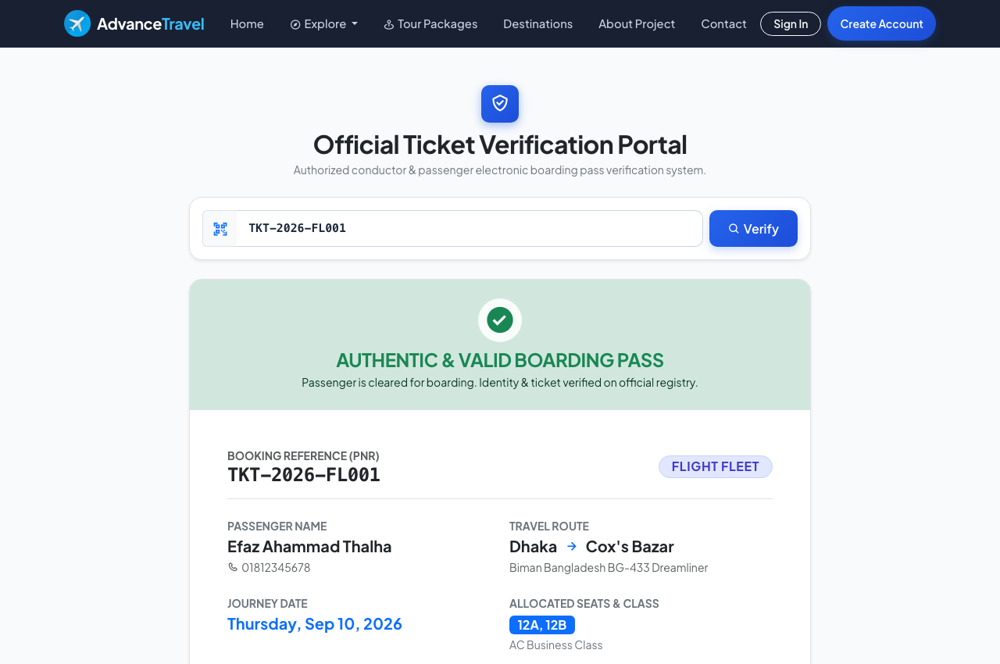 AdvanceTravel Home Explore Tour Packages Destinations About Project Contact Sign In Create Account
Official Ticket Verification Portal
Authorized conductor & passenger electronic boarding pass verification system.
TKT–2026–FL001 Verify
AUTHENTIC & VALID BOARDING PASS
Passenger is cleared for boarding. Identity & ticket verified on official registry.
BOOKING REFERENCE (PNR)
TKT–2026–FL001
FLIGHT FLEET
PASSENGER NAME
Efaz Ahammad Thalha
01812345678
TRAVEL ROUTE
Dhaka → Cox's Bazar
Biman Bangladesh BG-433 Dreamliner
JOURNEY DATE
Thursday, Sep 10, 2026
ALLOCATED SEATS & CLASS
12A, 12B
AC Business Class